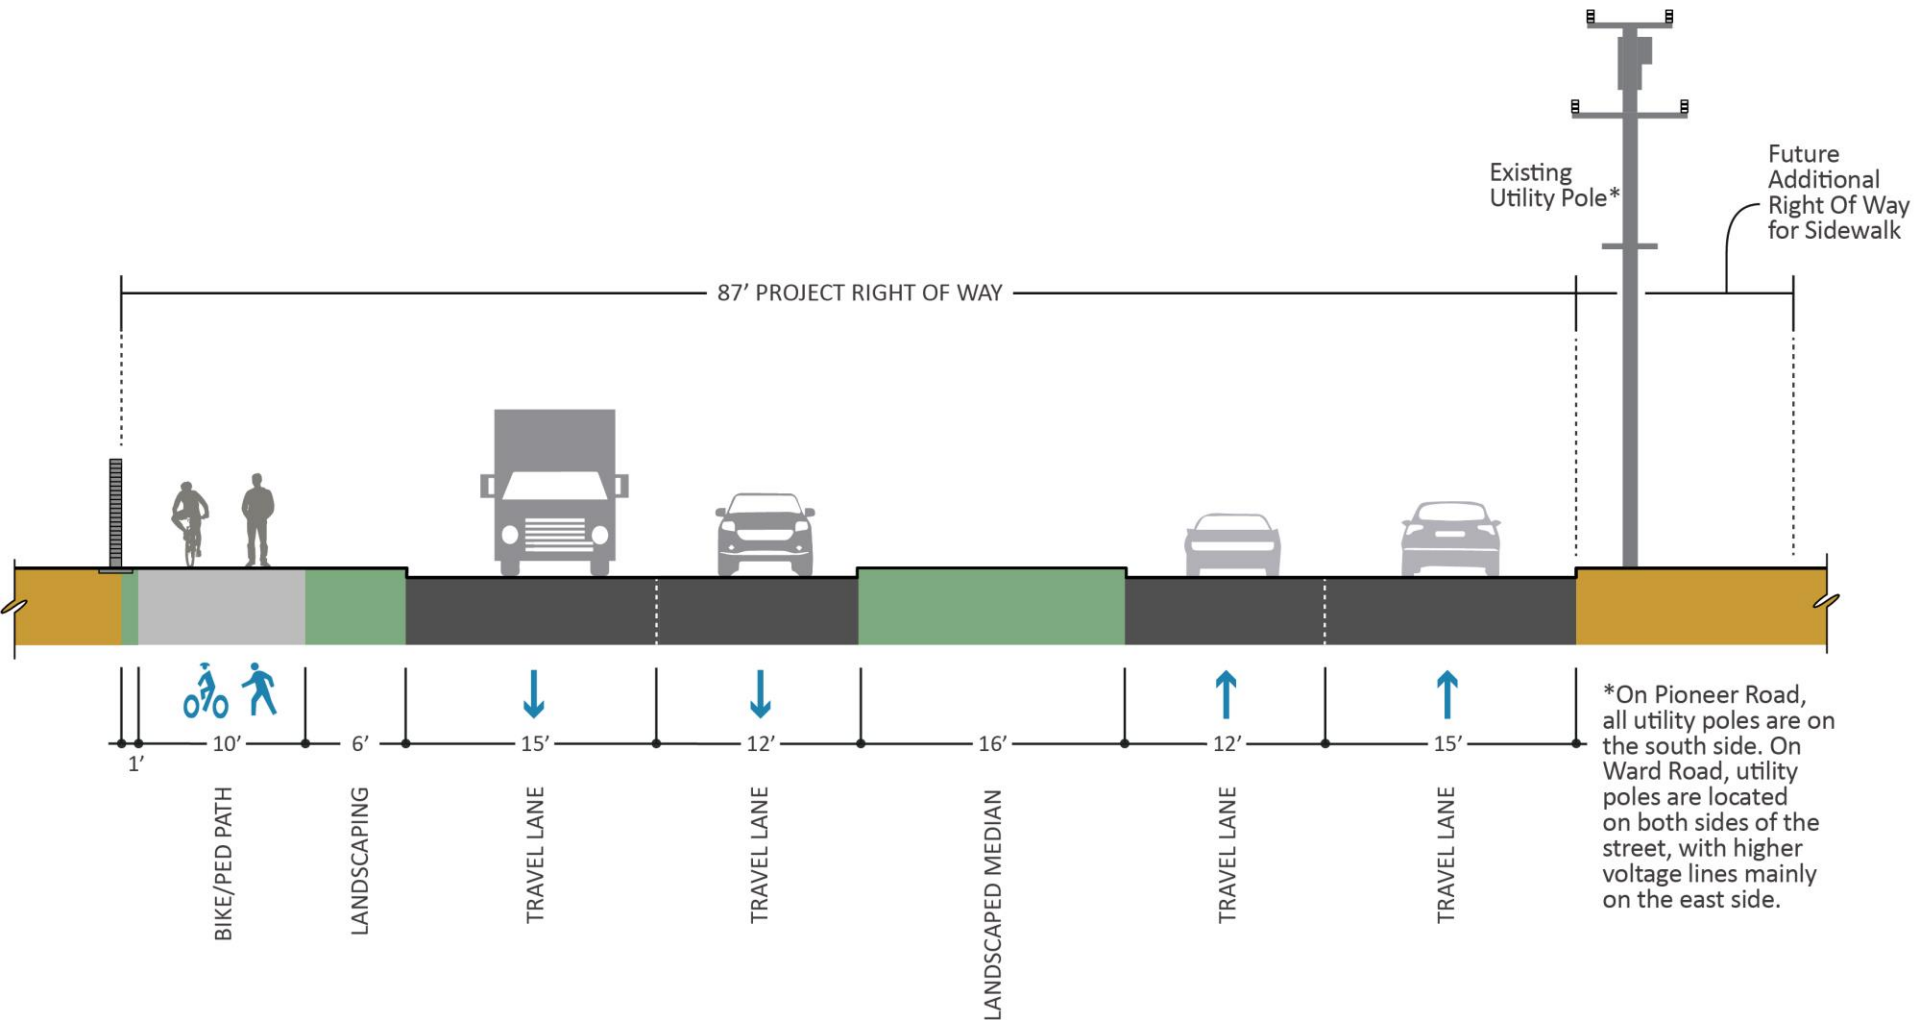 Existing
Utility Pole*
Future
Additional
Right Of Way
for Sidewalk
87’ PROJECT RIGHT OF WAY
1’
10’
6’
15’
12’
16’
12’
15’
BIKE/PED PATH
LANDSCAPING
TRAVEL LANE
TRAVEL LANE
LANDSCAPED MEDIAN
TRAVEL LANE
TRAVEL LANE
*On Pioneer Road,
all utility poles are on
the south side. On
Ward Road, utility
poles are located
on both sides of the
street, with higher
voltage lines mainly
on the east side.